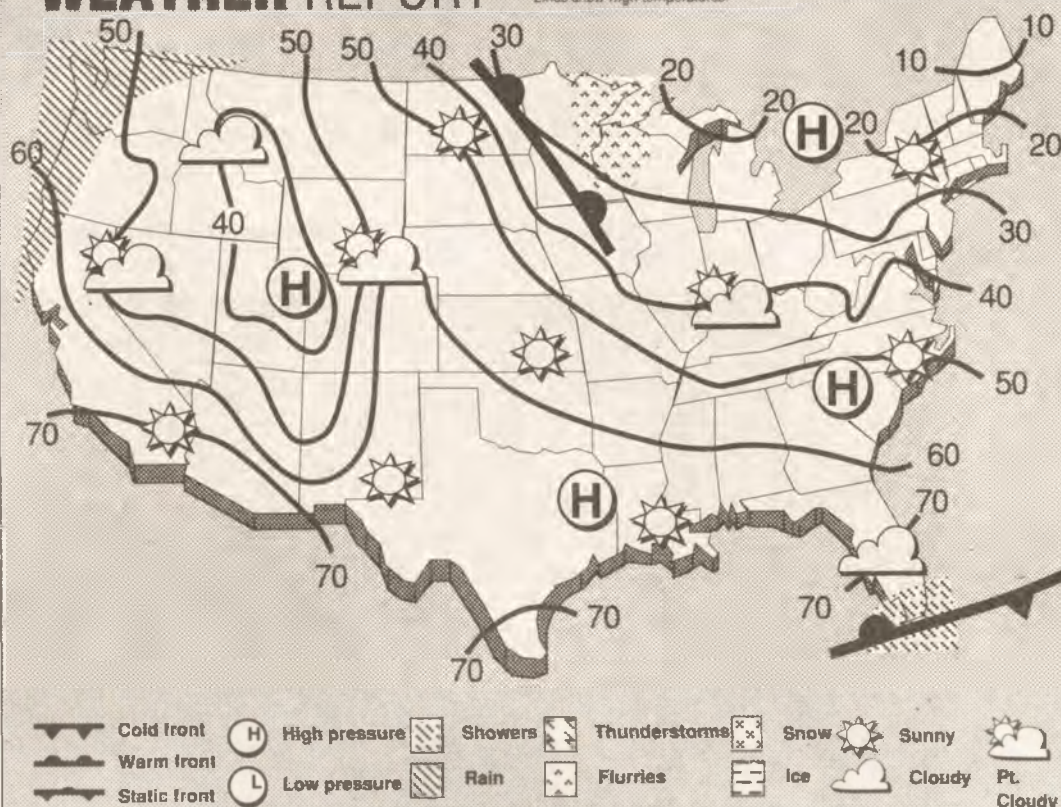 WEATHER REPORT
50 50 50 40 30 10 10
20 20 H 20 20
60
40 30
H 40
H 50
70 60
H 70
70 70 70
70
Cold front H High pressure Showers Thunderstorms Snow Sunny
Warm front
L Low pressure Rain Flurries Ice Cloudy Pt.
Static front Cloudy